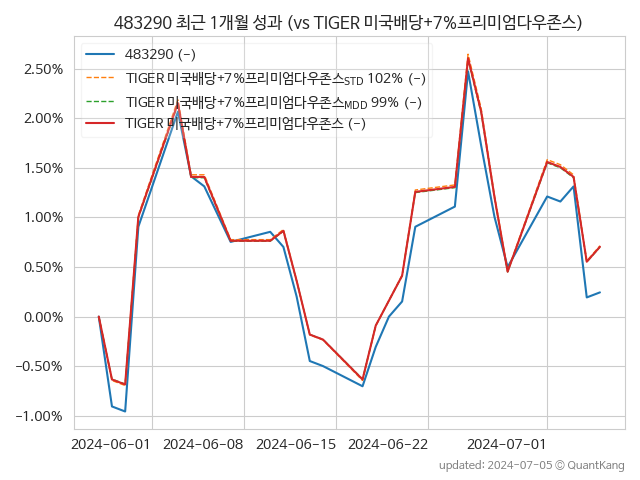 483290 최근 1개월 성과 (vs TIGER 미국배당+7%프리미엄다우존스)
483290 (-)
TIGER 미국배당+7%프리미엄다우존스STD 102% (-)
TIGER 미국배당+7%프리미엄다우존스MDD 99% (-)
TIGER 미국배당+7%프리미엄다우존스 (-)
2.50%
2.00%
1.50%
1.00%
0.50%
0.00%
-0.50%
-1.00%
2024-06-01 2024-06-08 2024-06-15 2024-06-22 2024-07-01
updated: 2024-07-05 © QuantKang